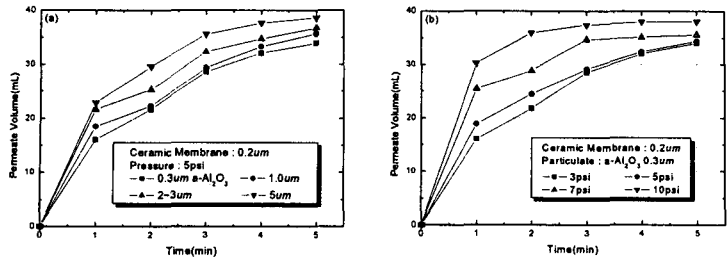 (a)
Permeate Volume(mL)
40
30
20
10
0
Ceramic Membrane : 0.2um
Pressure : 5psi
0.3um a-Al2O3
1.0um
2~3um
5um
0
1
2
3
4
5
Time(min)
(b)
Permeate Volume(mL)
40
30
20
10
0
Ceramic Membrane : 0.2um
Particulate : a-Al2O3 0.3um
3psi
5psi
7psi
10psi
0
1
2
3
4
5
Time(min)